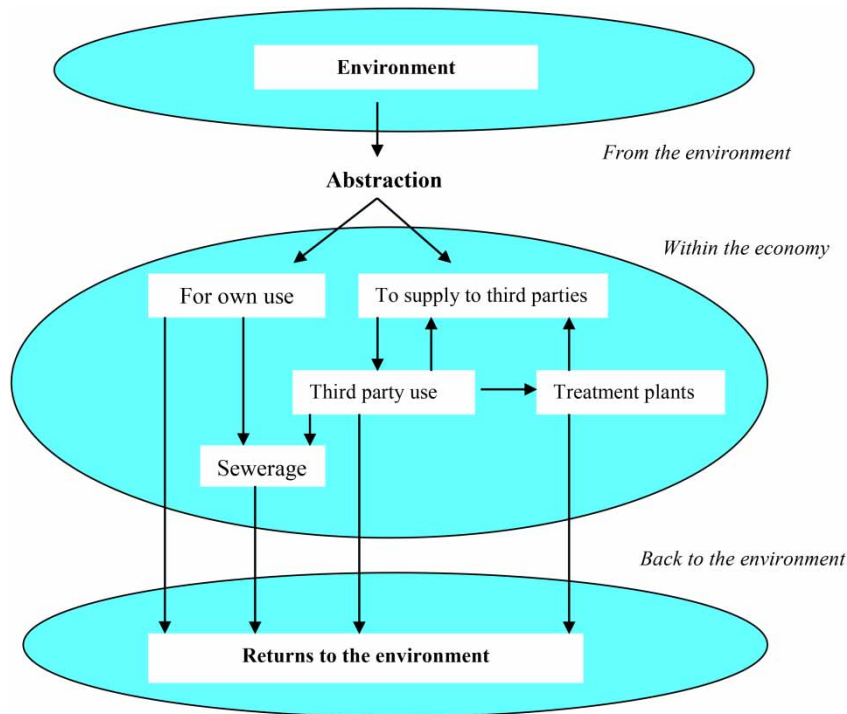 Environment
From the environment
Abstraction
Within the economy
For own use
To supply to third parties
Third party use
Treatment plants
Sewerage
Back to the environment
Returns to the environment